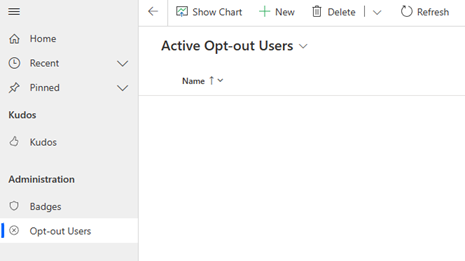 Show Chart New Delete Refresh
Home
Recent
Pinned
Kudos
Kudos
Administration
Badges
Opt-out Users
Active Opt-out Users
Name